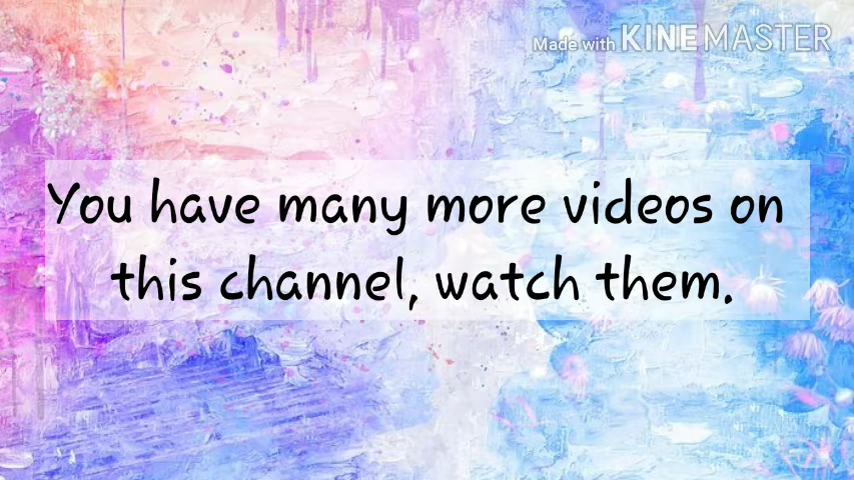 Made with KINEMASTER
You have many more videos on
this channel, watch them.